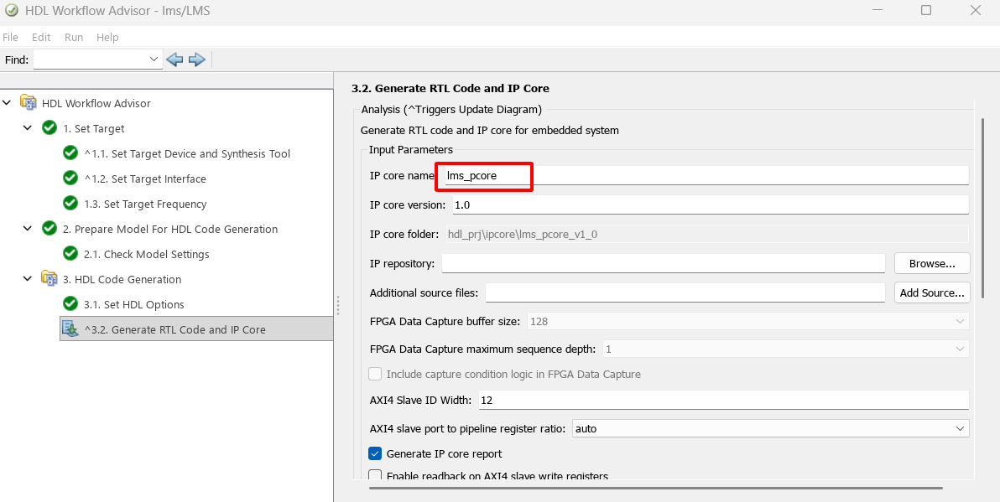 HDL Workflow Advisor - lms/LMS
File Edit Run Help
Find:
HDL Workflow Advisor
1. Set Target
^1.1. Set Target Device and Synthesis Tool
^1.2. Set Target Interface
1.3. Set Target Frequency
2. Prepare Model For HDL Code Generation
2.1. Check Model Settings
3. HDL Code Generation
3.1. Set HDL Options
^3.2. Generate RTL Code and IP Core
3.2. Generate RTL Code and IP Core
Analysis (^Triggers Update Diagram)
Generate RTL code and IP core for embedded system
Input Parameters
IP core name lms_pcore
IP core version: 1.0
IP core folder: hdl_prj\ipcore\lms_pcore_v1_0
IP repository: Browse...
Additional source files: Add Source...
FPGA Data Capture buffer size: 128
FPGA Data Capture maximum sequence depth: 1
Include capture condition logic in FPGA Data Capture
AXI4 Slave ID Width: 12
AXI4 slave port to pipeline register ratio: auto
Generate IP core report
Enable readback on AXI4 slave write registers